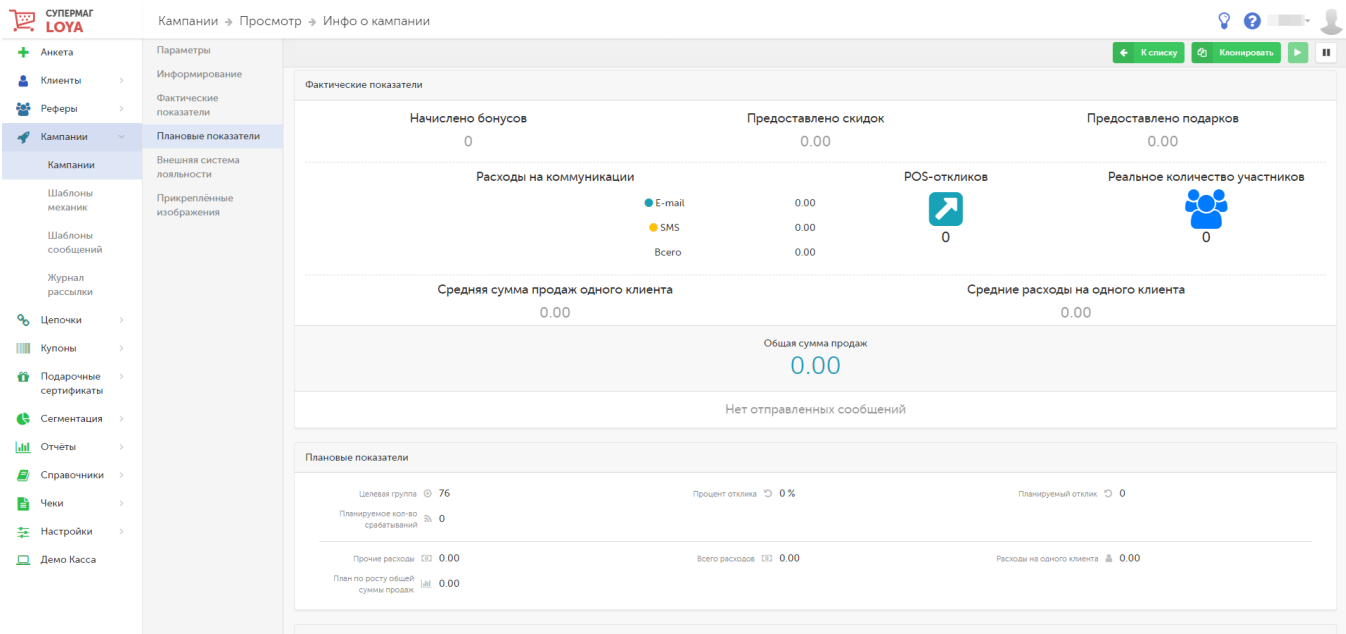 СУПЕРМАГ
LOYA
Кампании → Просмотр → Инфо о кампании
Анкета
Клиенты
Реферы
Кампании
Кампании
Шаблоны
механик
Шаблоны
сообщений
Журнал
рассылки
Цепочки
Купоны
Подарочные
сертификаты
Сегментация
Отчёты
Справочники
Чеки
Настройки
Демо Касса
Параметры
Информирование
Фактические
показатели
Плановые показатели
Внешняя система
лояльности
Прикреплённые
изображения
К списку Клонировать
Фактические показатели
Начислено бонусов Предоставлено скидок Предоставлено подарков
0 0.00 0.00
Расходы на коммуникации POS-откликов Реальное количество участников
E-mail 0.00
SMS 0.00
Всего 0.00
0 0
Средняя сумма продаж одного клиента Средние расходы на одного клиента
0.00 0.00
Общая сумма продаж
0.00
Нет отправленных сообщений
Плановые показатели
Целевая группа 76 Процент отклика 0 % Планируемый отклик 0
Планируемое кол-во
срабатываний 0
Прочие расходы 0.00 Всего расходов 0.00 Расходы на одного клиента 0.00
План по росту общей
суммы продаж 0.00